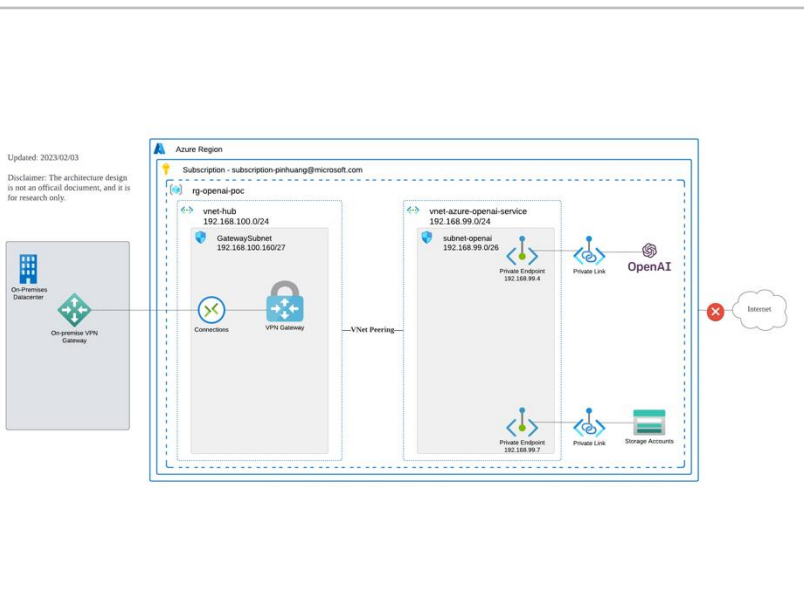 Updated: 2023/02/03
Disclaimer: The architecture design
is not an officail dociument, and it is
for research only.
Azure Region
Subscription - subscription-pinhuang@microsoft.com
rg-openai-poc
vnet-hub
192.168.100.0/24
GatewaySubnet
192.168.100.160/27
vnet-azure-openai-service
192.168.99.0/24
subnet-openai
192.168.99.0/26
Private Endpoint
192.168.99.4
Private Link
OpenAI
On-Premises
Datacenter
On-premise VPN
Gateway
Connections
VPN Gateway
VNet Peering
Internet
Private Endpoint
192.168.99.7
Private Link
Storage Accounts